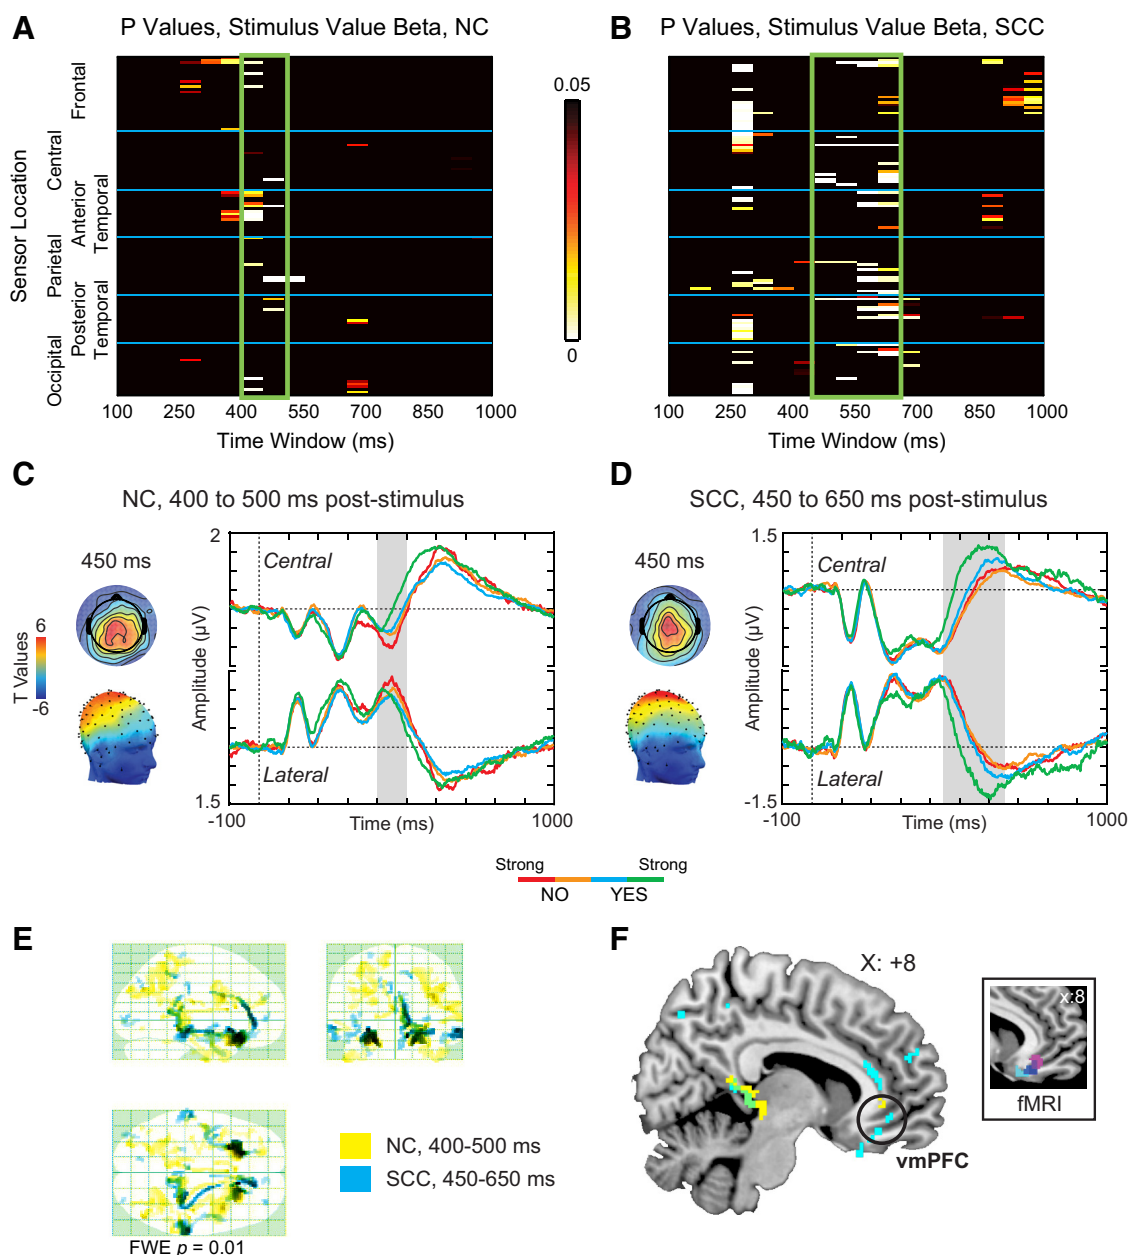 A
P Values, Stimulus Value Beta, NC
B
P Values, Stimulus Value Beta, SCC
Sensor Location
Frontal
Central
Anterior
Temporal
Parietal
Posterior
Temporal
Occipital
0.05
0
100 250 400 550 700 850 1000
Time Window (ms)
100 250 400 550 700 850 1000
Time Window (ms)
C
NC, 400 to 500 ms post-stimulus
450 ms
T Values
6
-6
2
Central
Amplitude (µV)
Lateral
1.5
-100 Time (ms) 1000
D
SCC, 450 to 650 ms post-stimulus
450 ms
1.5
Central
Amplitude (µV)
Lateral
-1.5
-100 Time (ms) 1000
Strong Strong
NO YES
E
NC, 400-500 ms
SCC, 450-650 ms
FWE p = 0.01
F
X: +8
vmPFC
x:8
fMRI